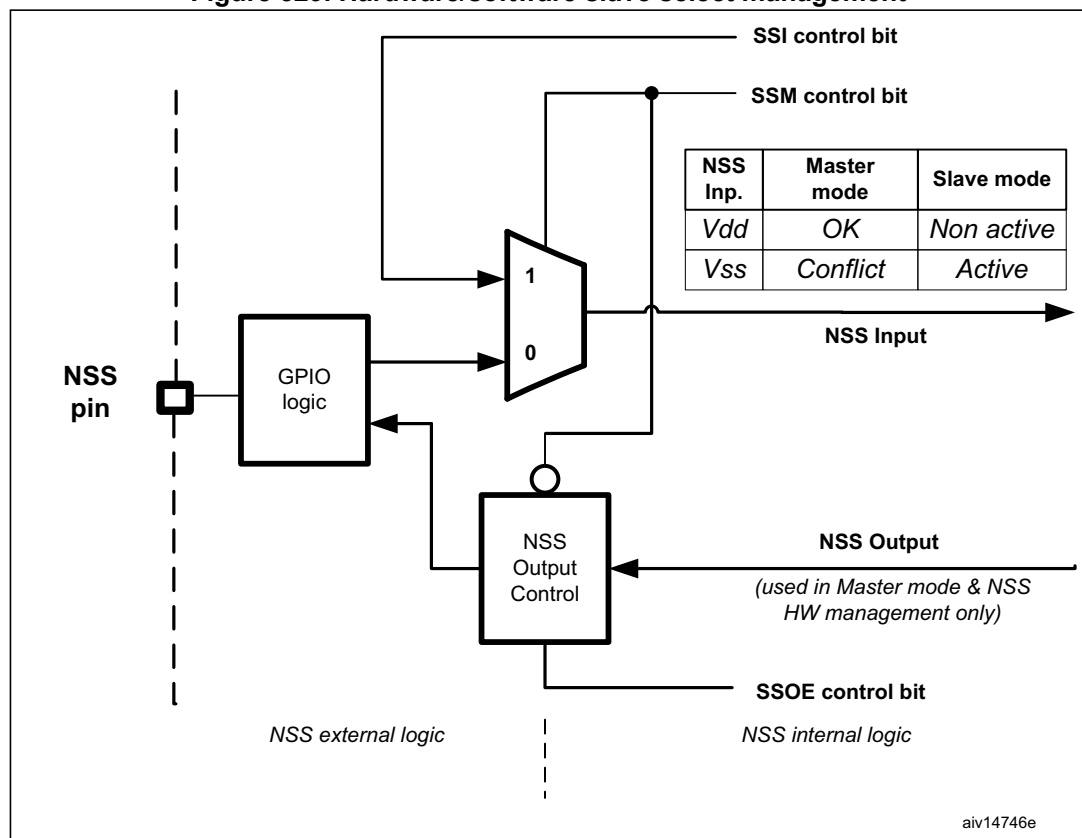 SSI control bit
SSM control bit
NSS Inp. Master mode Slave mode
Vdd OK Non active
Vss Conflict Active
1
0
NSS Input
NSS
pin
GPIO
logic
NSS
Output
Control
NSS Output
(used in Master mode & NSS
HW management only)
SSOE control bit
NSS external logic
NSS internal logic
aiv14746e